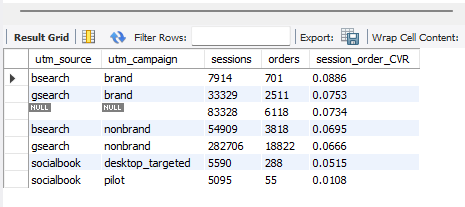 Result Grid Filter Rows: Export: Wrap Cell Content:
utm_source utm_campaign sessions orders session_order_CVR
bsearch brand 7914 701 0.0886
gsearch brand 33329 2511 0.0753
NULL NULL 83328 6118 0.0734
bsearch nonbrand 54909 3818 0.0695
gsearch nonbrand 282706 18822 0.0666
socialbook desktop_targeted 5590 288 0.0515
socialbook pilot 5095 55 0.0108